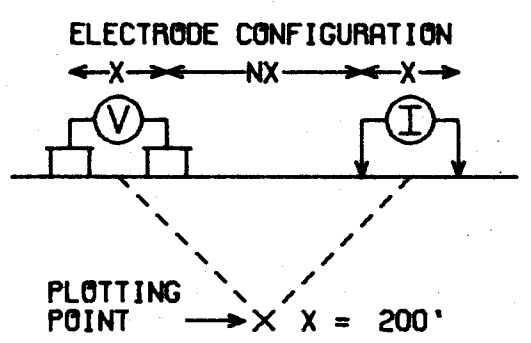 ELECTRODE CONFIGURATION
X NX X
V I
PLOTTING
POINT X X = 200'